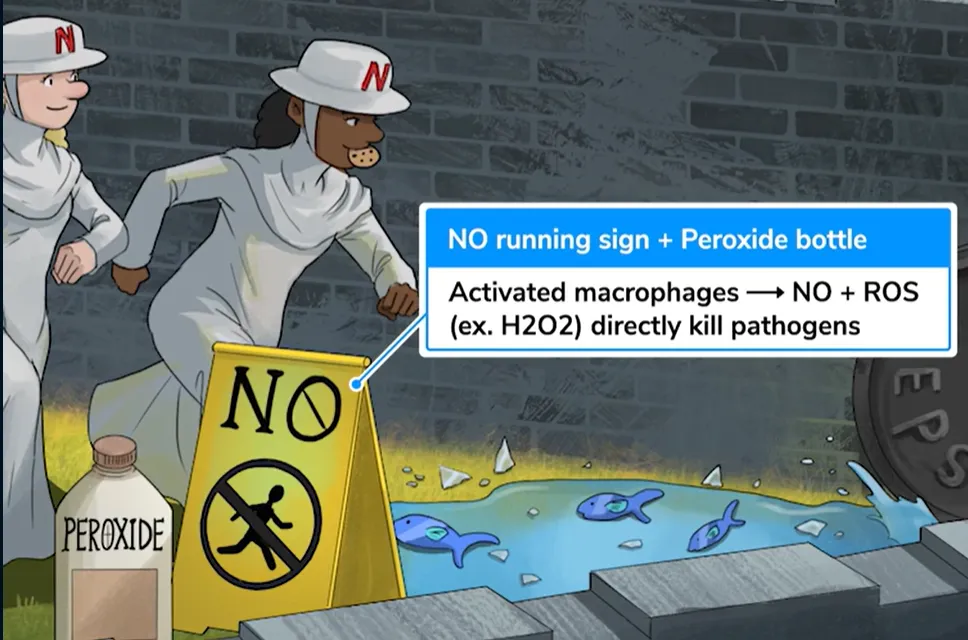 N
N
NO running sign + Peroxide bottle
Activated macrophages → NO + ROS
(ex. H2O2) directly kill pathogens
NO
PEROXIDE
EPS